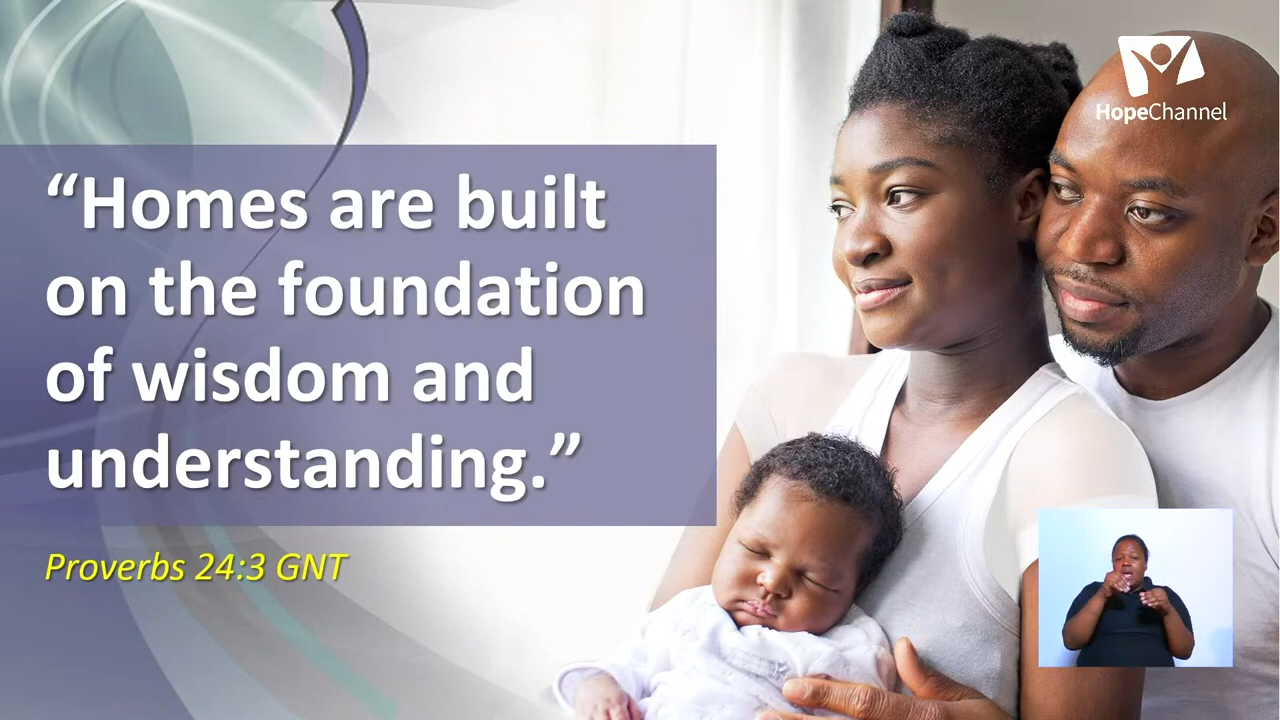 “Homes are built
on the foundation
of wisdom and
understanding.”
Proverbs 24:3 GNT
HopeChannel